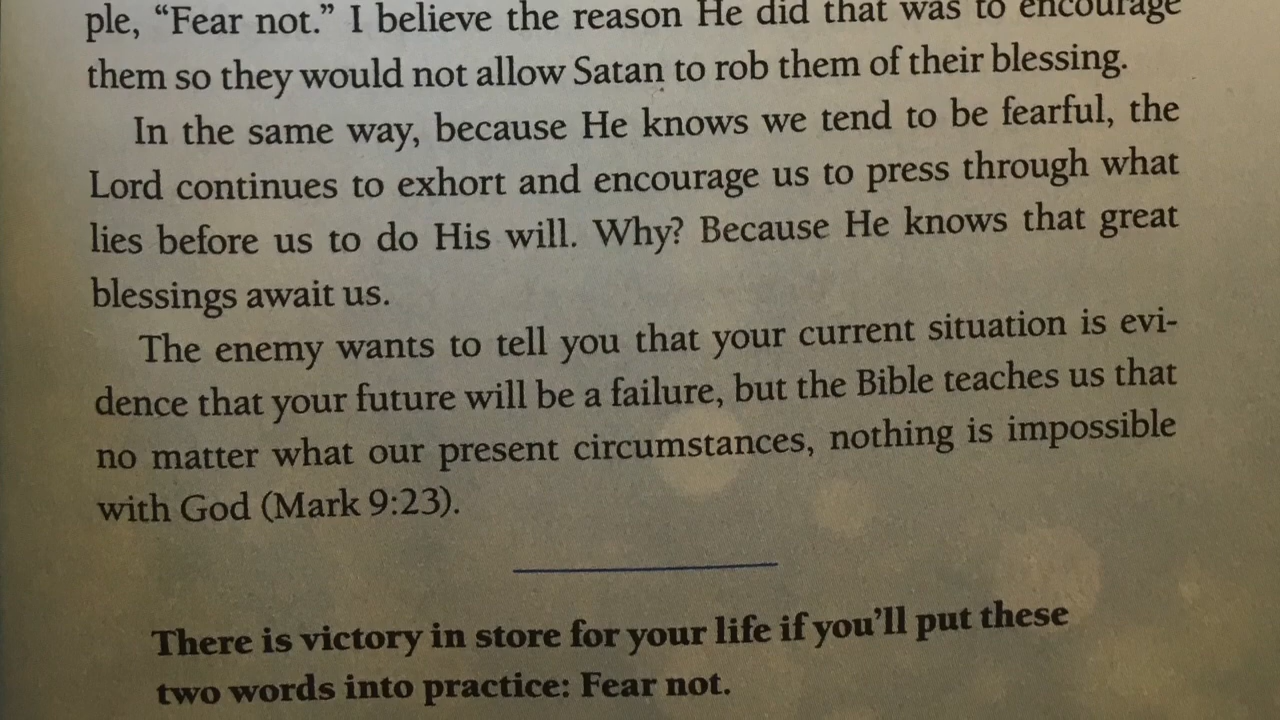 ple, “Fear not.” I believe the reason He did that was to encourage
them so they would not allow Satan to rob them of their blessing.
In the same way, because He knows we tend to be fearful, the
Lord continues to exhort and encourage us to press through what
lies before us to do His will. Why? Because He knows that great
blessings await us.
The enemy wants to tell you that your current situation is evi-
dence that your future will be a failure, but the Bible teaches us that
no matter what our present circumstances, nothing is impossible
with God (Mark 9:23).
There is victory in store for your life if you’ll put these
two words into practice: Fear not.